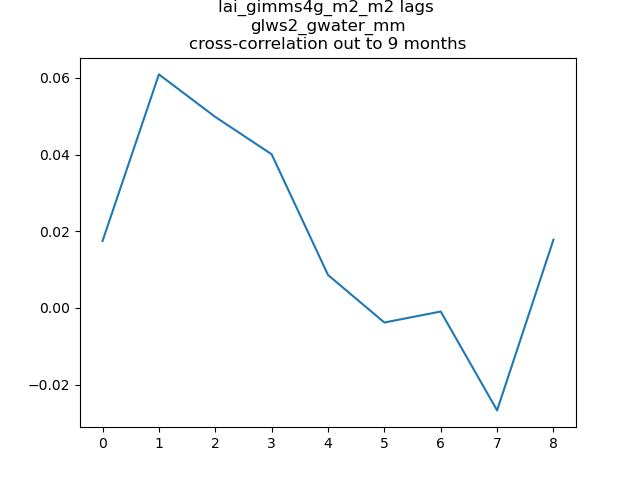 lai_gimms4g_m2_m2 lags
glws2_gwater_mm
cross-correlation out to 9 months
0.06
0.04
0.02
0.00
−0.02
0 1 2 3 4 5 6 7 8